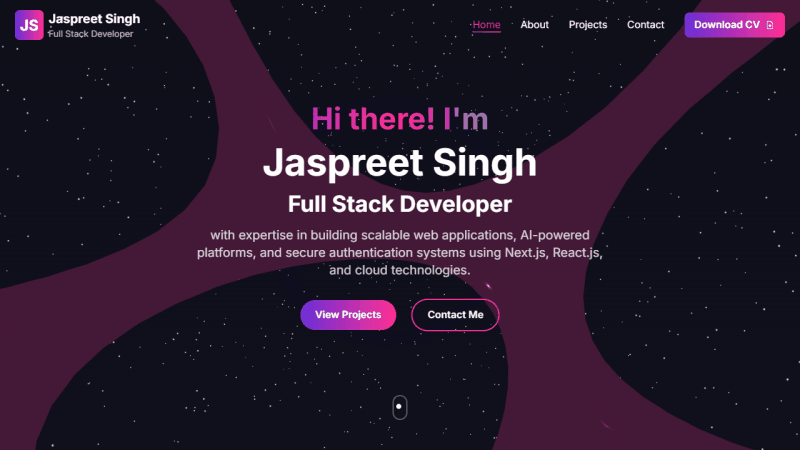 JS
Jaspreet Singh
Full Stack Developer
Home
About
Projects
Contact
Download CV
Hi there! I'm
Jaspreet Singh
Full Stack Developer
with expertise in building scalable web applications, AI-powered
platforms, and secure authentication systems using Next.js, React.js,
and cloud technologies.
View Projects
Contact Me